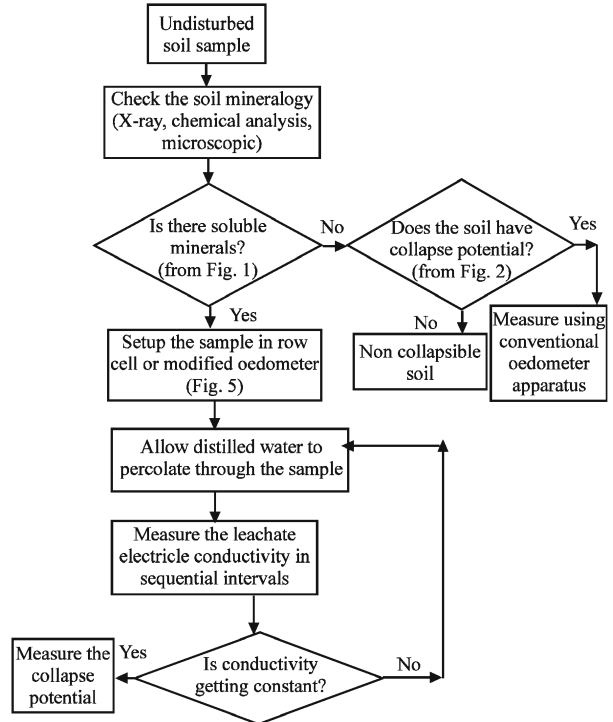 Undisturbed
soil sample
Check the soil mineralogy
(X-ray, chemical analysis,
microscopic)
Is there soluble
minerals?
(from Fig. 1)
No
Does the soil have
collapse potential?
(from Fig. 2)
Yes
Yes
No
Setup the sample in row
cell or modified oedometer
(Fig. 5)
Non collapsible
soil
Measure using
conventional
oedometer
apparatus
Allow distilled water to
percolate through the sample
Measure the leachate
electricle conductivity in
sequential intervals
Is conductivity
getting constant?
Yes
No
Measure the
collapse
potential